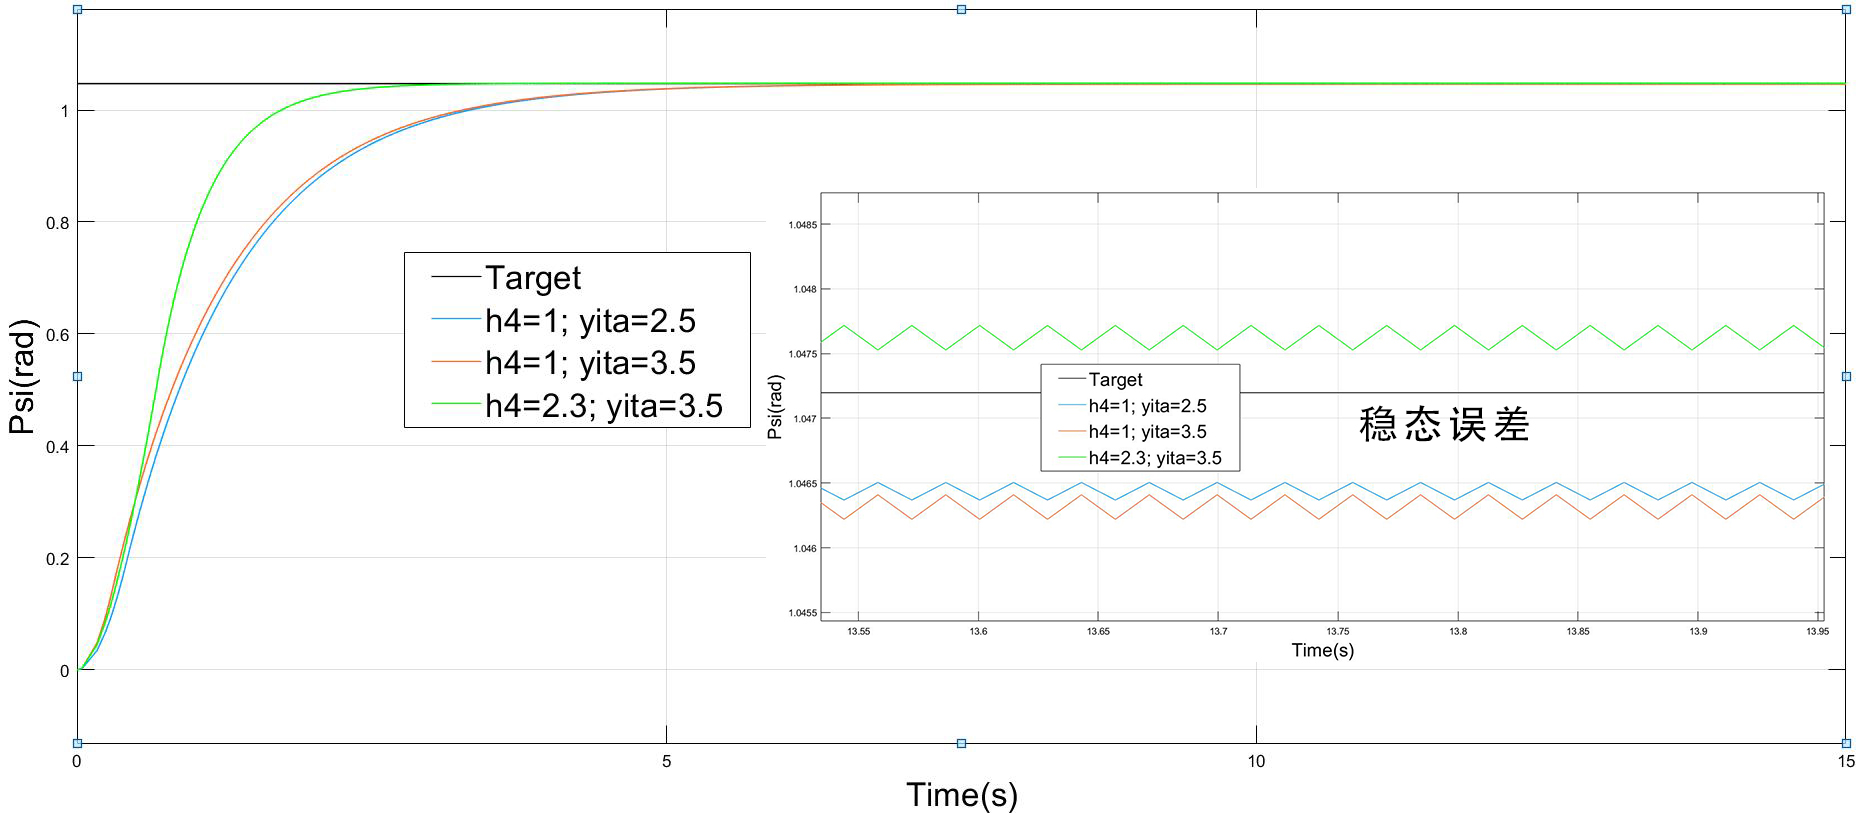 Psi(rad)
1
0.8
0.6
0.4
0.2
0
0
5
10
15
Time(s)
Target
h4=1; yita=2.5
h4=1; yita=3.5
h4=2.3; yita=3.5
Psi(rad)
1.0485
1.048
1.0475
1.047
1.0465
1.046
1.0455
Target
h4=1; yita=2.5
h4=1; yita=3.5
h4=2.3; yita=3.5
稳态误差
13.55
13.6
13.65
13.7
13.75
13.8
13.85
13.9
13.95
Time(s)